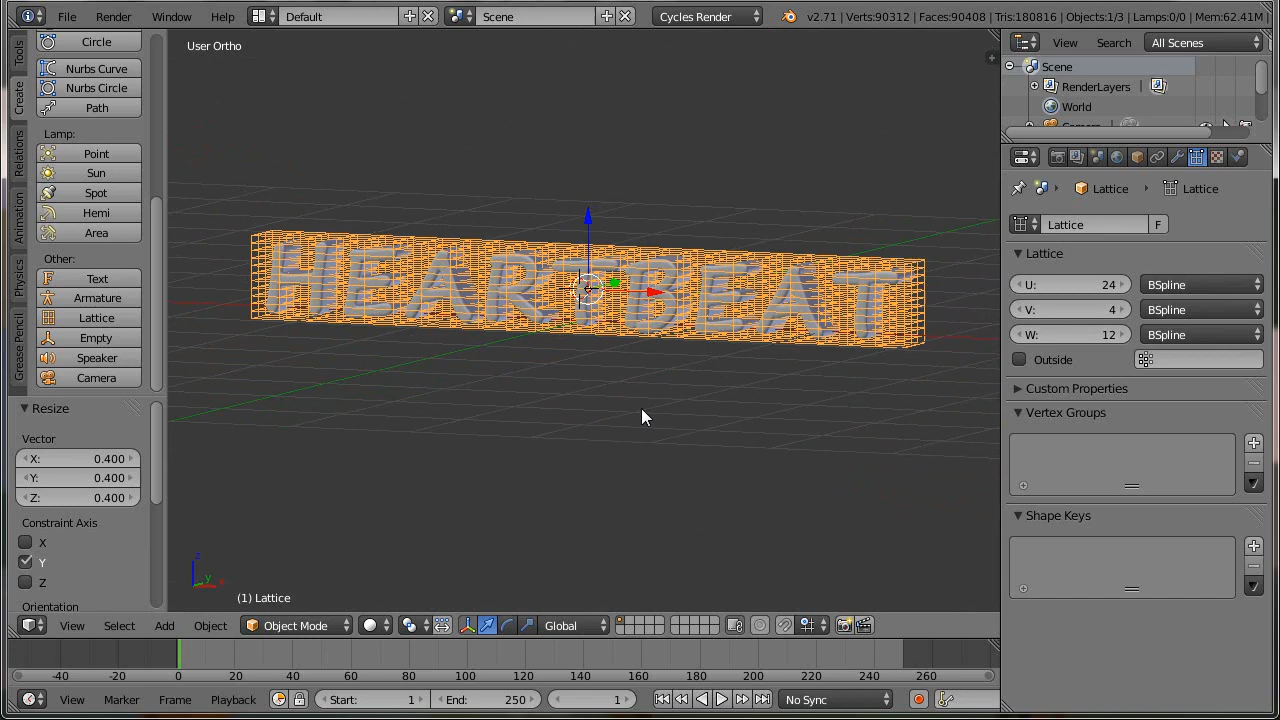 File Render Window Help Default Scene Cycles Render v2.71 | Verts:90312 | Faces:90408 | Tris:180816 | Objects:1/3 | Lamps:0/0 | Mem:62.41M |
User Ortho
View Search All Scenes
Scene
RenderLayers
World
Tools
Create
Relations
Animation
Physics
Grease Pencil
Circle
Nurbs Curve
Nurbs Circle
Path
Lamp:
Point
Sun
Spot
Hemi
Area
Other:
Text
Armature
Lattice
Empty
Speaker
Camera
Resize
Vector
X: 0.400
Y: 0.400
Z: 0.400
Constraint Axis
X
Y
Z
Orientation
HEARTBEAT
z
y
x
(1) Lattice
Lattice Lattice
Lattice F
Lattice
U: 24 BSpline
V: 4 BSpline
W: 12 BSpline
Outside
Custom Properties
Vertex Groups
Shape Keys
View Select Add Object Object Mode Global
-40 -20 0 20 40 60 80 100 120 140 160 180 200 220 240 260
View Marker Frame Playback Start: 1 End: 250 1 No Sync